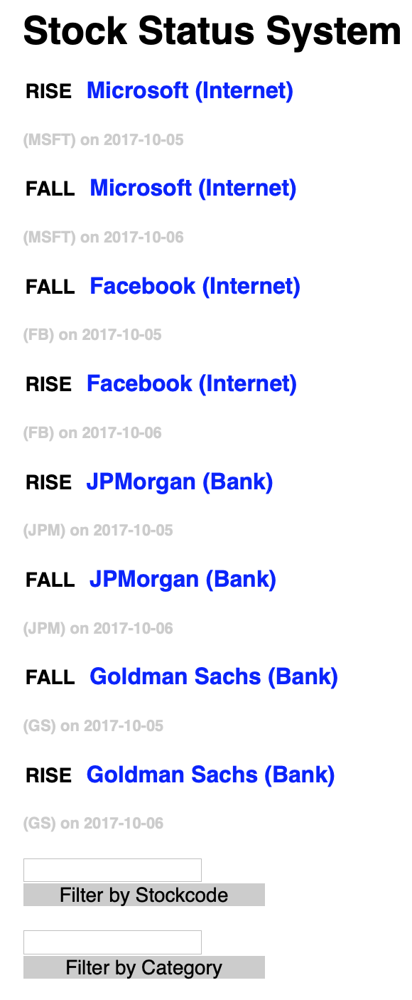 Stock Status System
RISE Microsoft (Internet)
(MSFT) on 2017-10-05
FALL Microsoft (Internet)
(MSFT) on 2017-10-06
FALL Facebook (Internet)
(FB) on 2017-10-05
RISE Facebook (Internet)
(FB) on 2017-10-06
RISE JPMorgan (Bank)
(JPM) on 2017-10-05
FALL JPMorgan (Bank)
(JPM) on 2017-10-06
FALL Goldman Sachs (Bank)
(GS) on 2017-10-05
RISE Goldman Sachs (Bank)
(GS) on 2017-10-06
Filter by Stockcode
Filter by Category